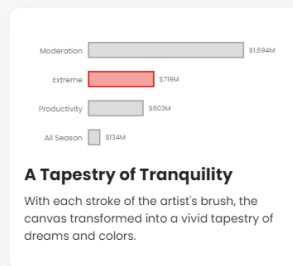 Moderation $1,694M
Extreme $719M
Productivity $603M
All Season $134M
A Tapestry of Tranquility
With each stroke of the artist's brush, the
canvas transformed into a vivid tapestry of
dreams and colors.